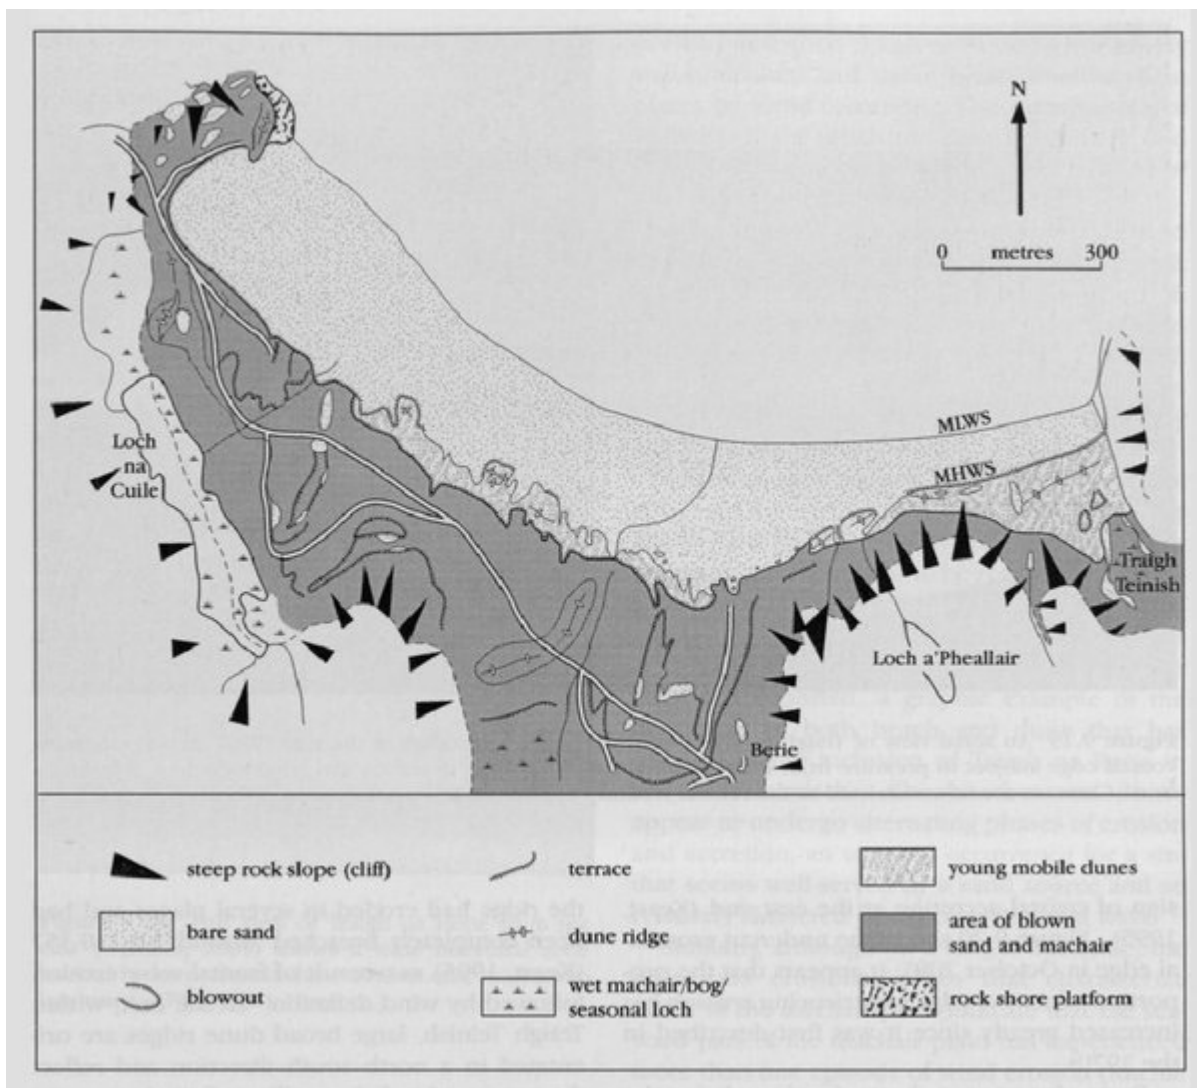 N
0 metres 300
MLWS
MHWS
Loch
na
Cuile
Traigh
Teinish
Loch a'Pheallair
Berie
steep rock slope (cliff)
terrace
young mobile dunes
bare sand
dune ridge
area of blown
sand and machair
blowout
wet machair/bog/
seasonal loch
rock shore platform